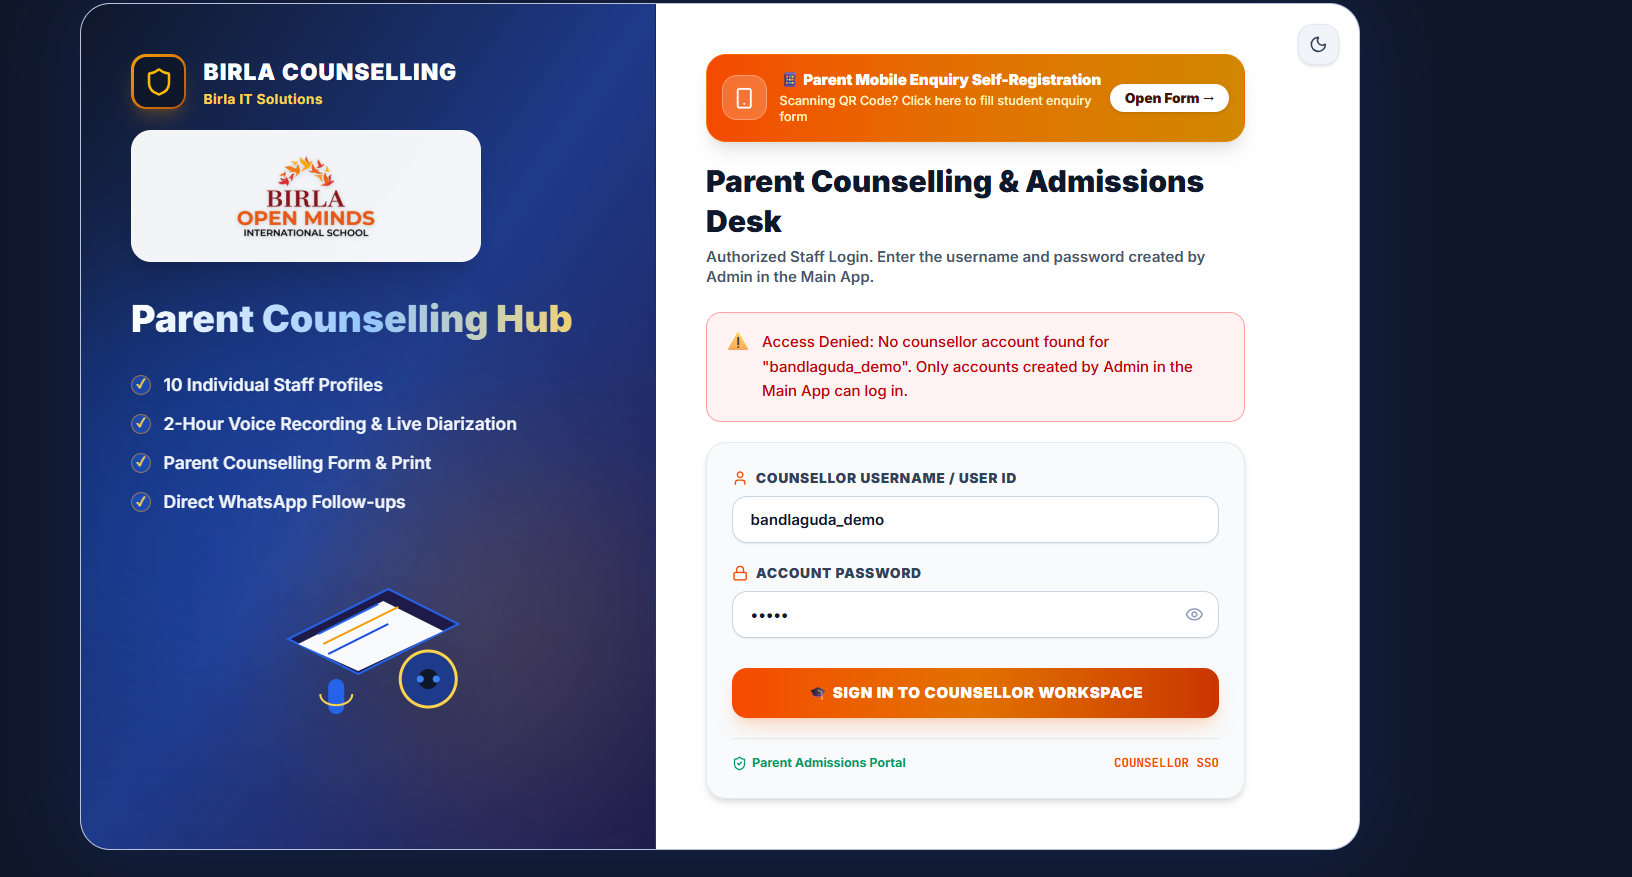 BIRLA COUNSELLING
Birla IT Solutions
BIRLA
OPEN MINDS
INTERNATIONAL SCHOOL
Parent Counselling Hub
10 Individual Staff Profiles
2-Hour Voice Recording & Live Diarization
Parent Counselling Form & Print
Direct WhatsApp Follow-ups
Parent Mobile Enquiry Self-Registration
Scanning QR Code? Click here to fill student enquiry
form
Open Form →
Parent Counselling & Admissions
Desk
Authorized Staff Login. Enter the username and password created by
Admin in the Main App.
Access Denied: No counsellor account found for
"bandlaguda_demo". Only accounts created by Admin in the
Main App can log in.
COUNSELLOR USERNAME / USER ID
bandlaguda_demo
ACCOUNT PASSWORD
•••••
SIGN IN TO COUNSELLOR WORKSPACE
Parent Admissions Portal
COUNSELLOR SSO